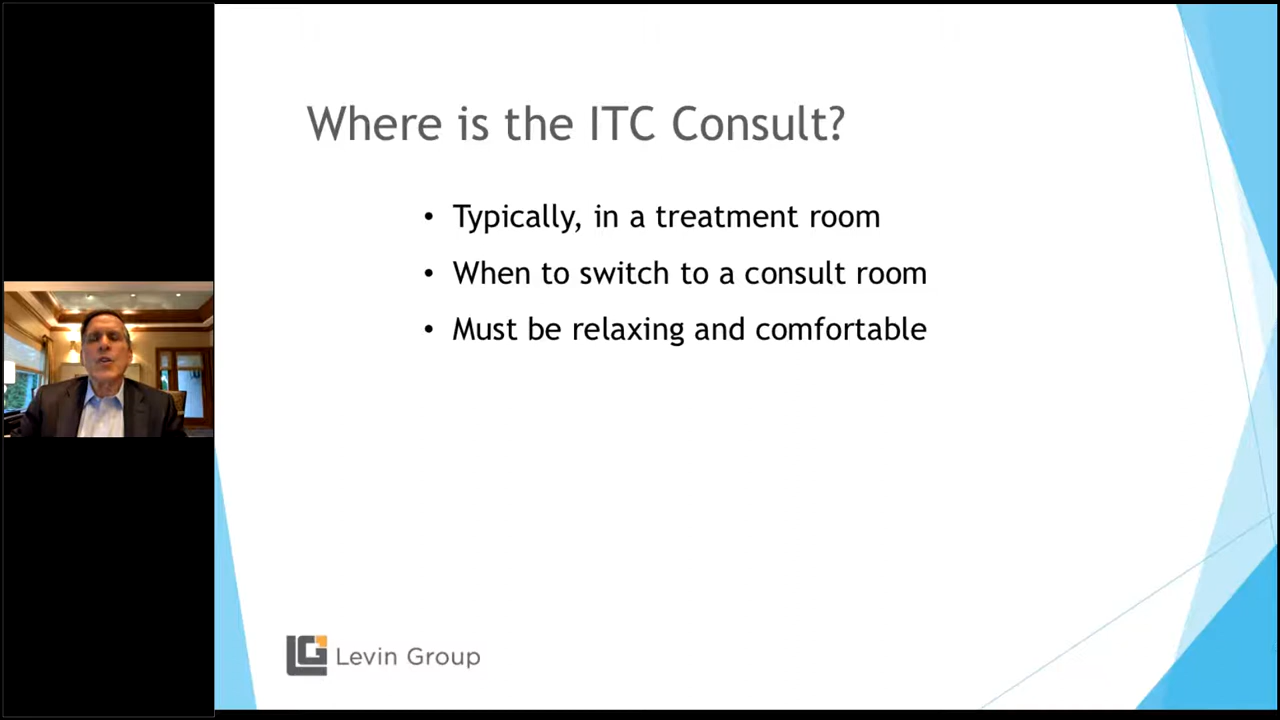 Where is the ITC Consult?
• Typically, in a treatment room
• When to switch to a consult room
• Must be relaxing and comfortable
LG Levin Group